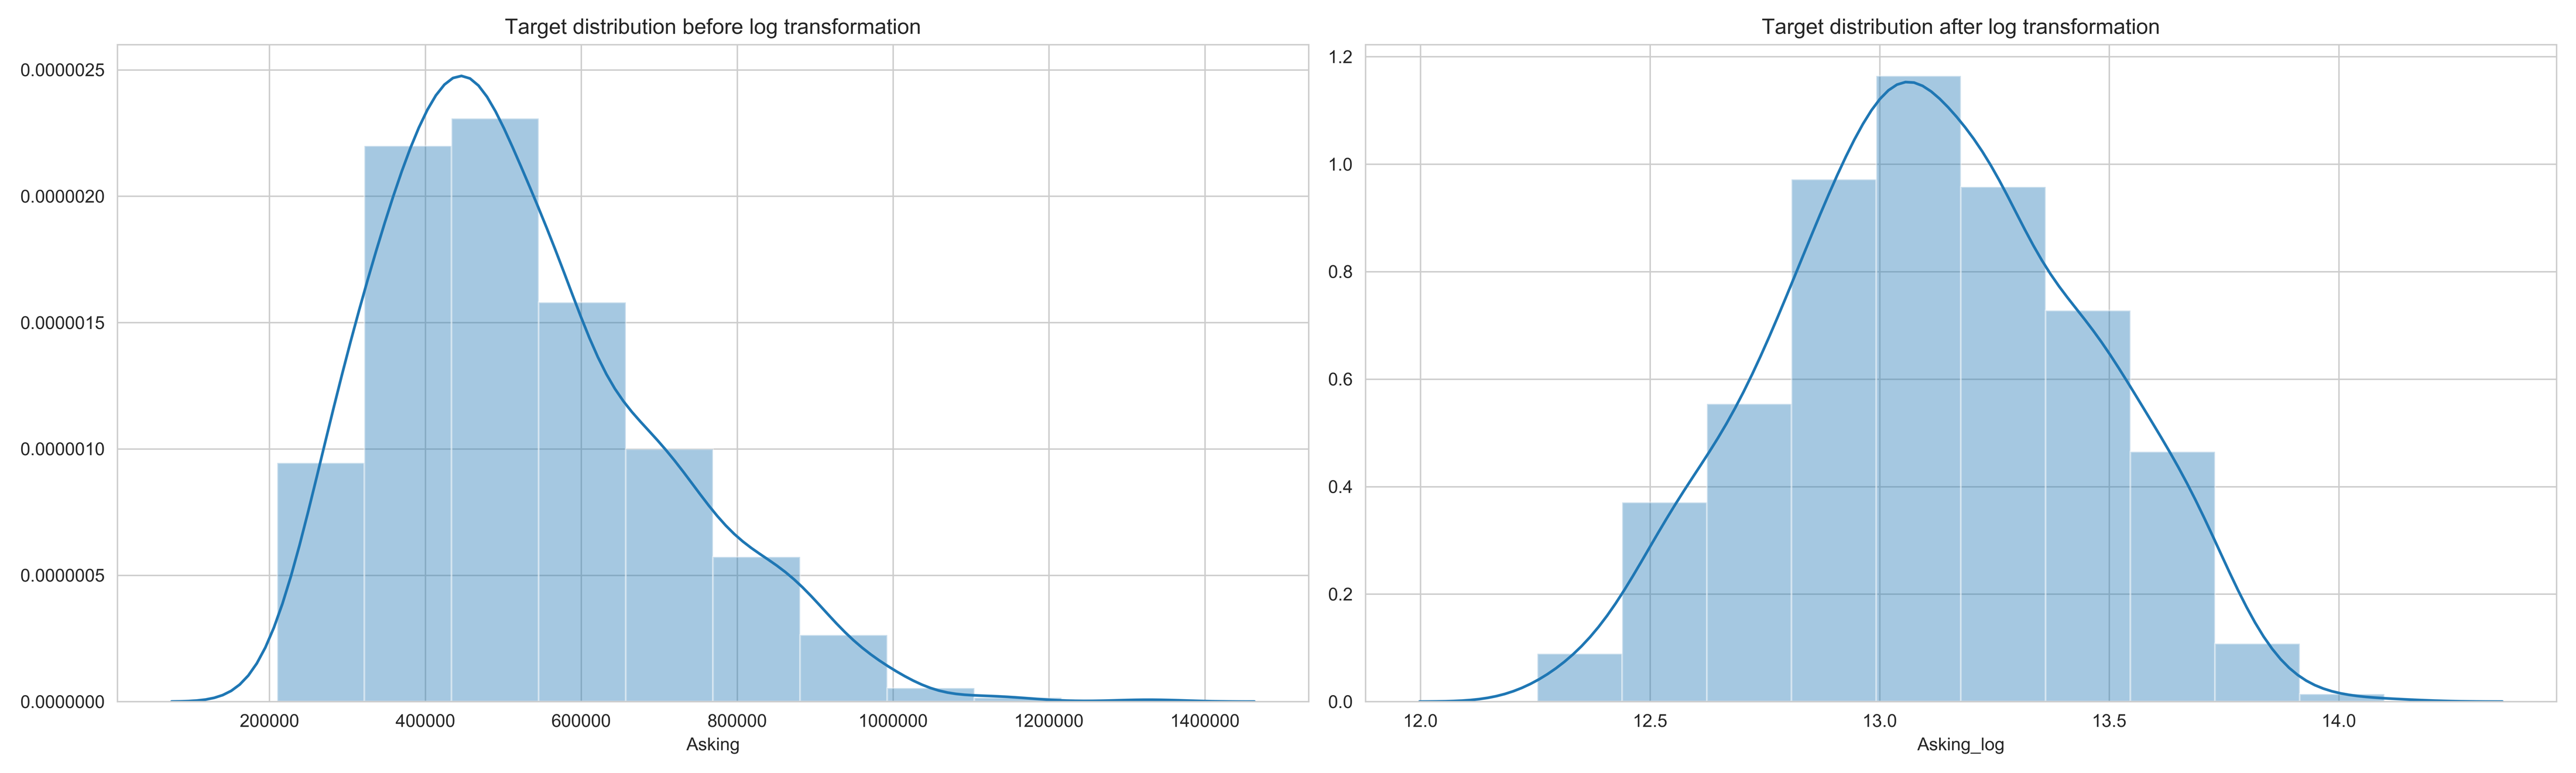 Target distribution before log transformation
0.0000025
0.0000020
0.0000015
0.0000010
0.0000005
0.0000000
200000 400000 600000 800000 1000000 1200000 1400000
Asking
Target distribution after log transformation
1.2
1.0
0.8
0.6
0.4
0.2
0.0
12.0 12.5 13.0 13.5 14.0
Asking_log